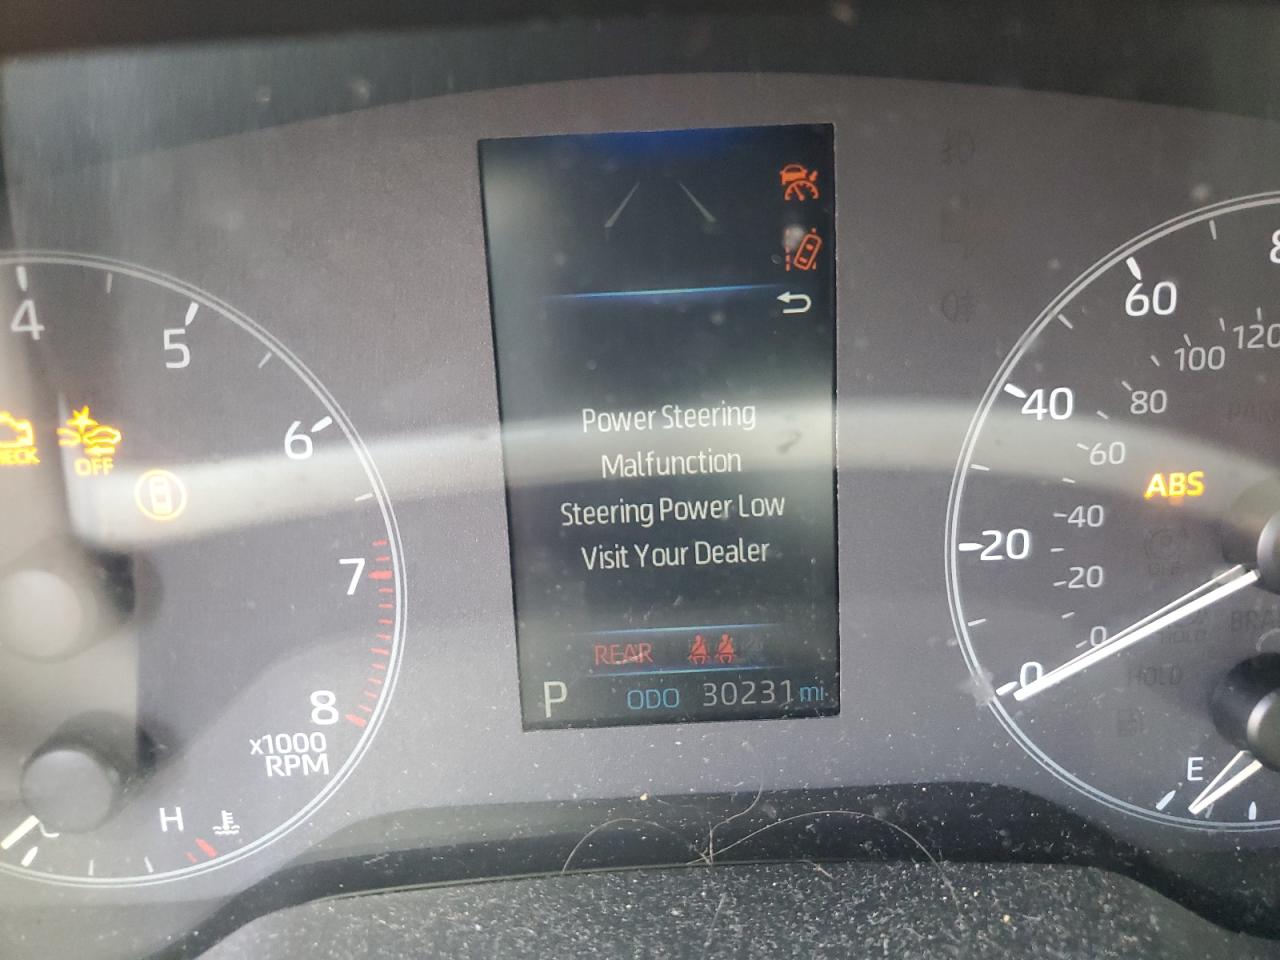 4
5
6
7
8
x1000
RPM
H
OFF
Power Steering
Malfunction
Steering Power Low
Visit Your Dealer
REAR
P ODO 30231 mi
0
20
40
60
0
20
40
60
80
100
120
ABS
HOLD
E